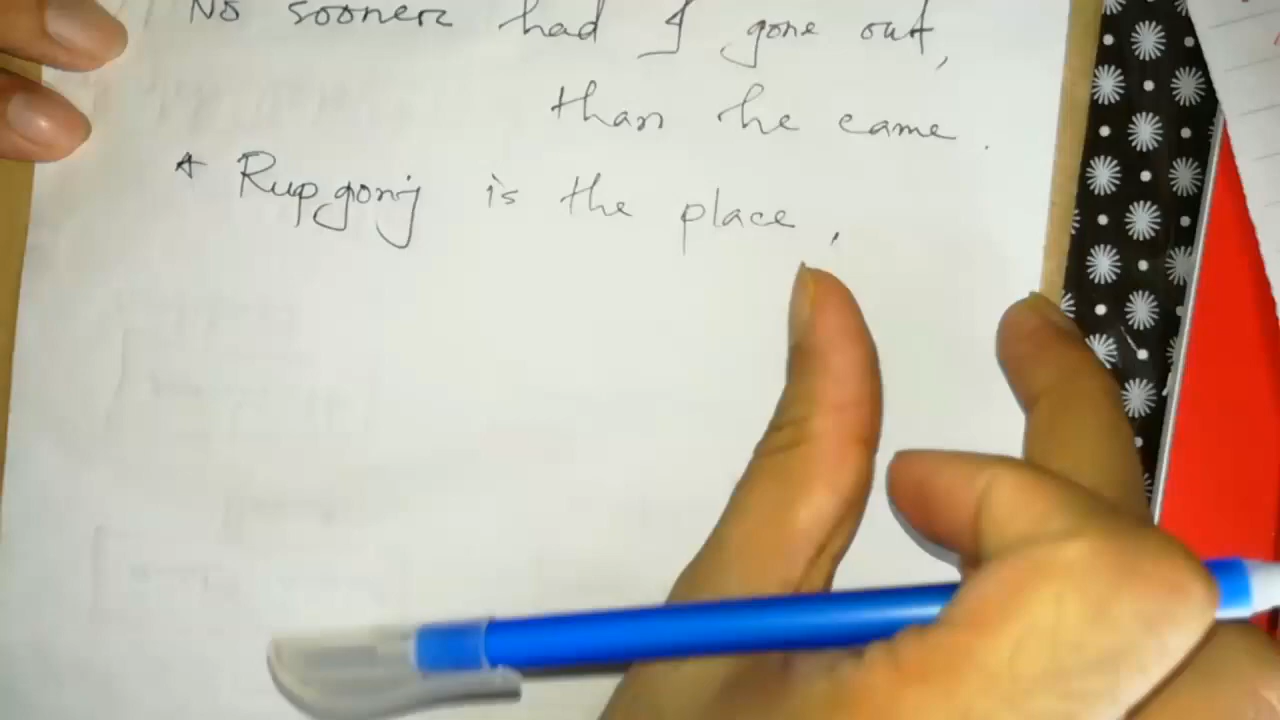 No sooner had I gone out,
than he came.
* Rupgonj is the place,